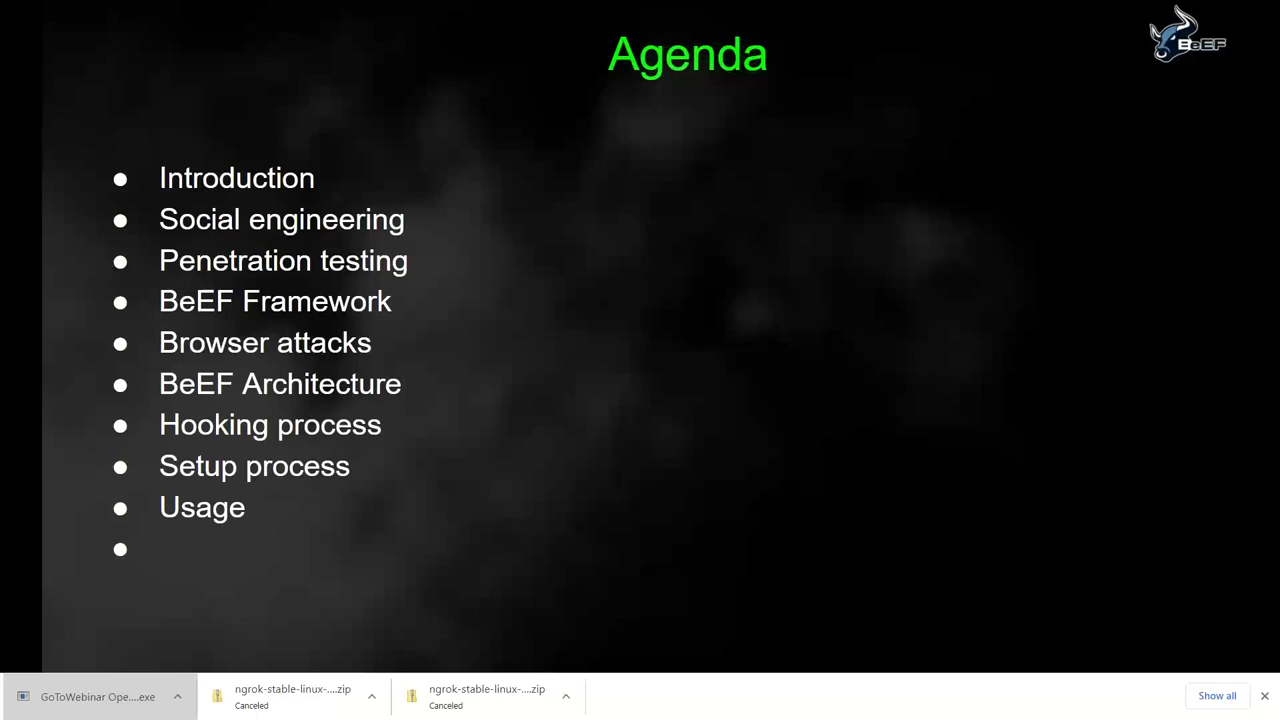 Agenda
BeEF
● Introduction
● Social engineering
● Penetration testing
● BeEF Framework
● Browser attacks
● BeEF Architecture
● Hooking process
● Setup process
● Usage
●
GoToWebinar Ope....exe
ngrok-stable-linux-....zip
Canceled
ngrok-stable-linux-....zip
Canceled
Show all